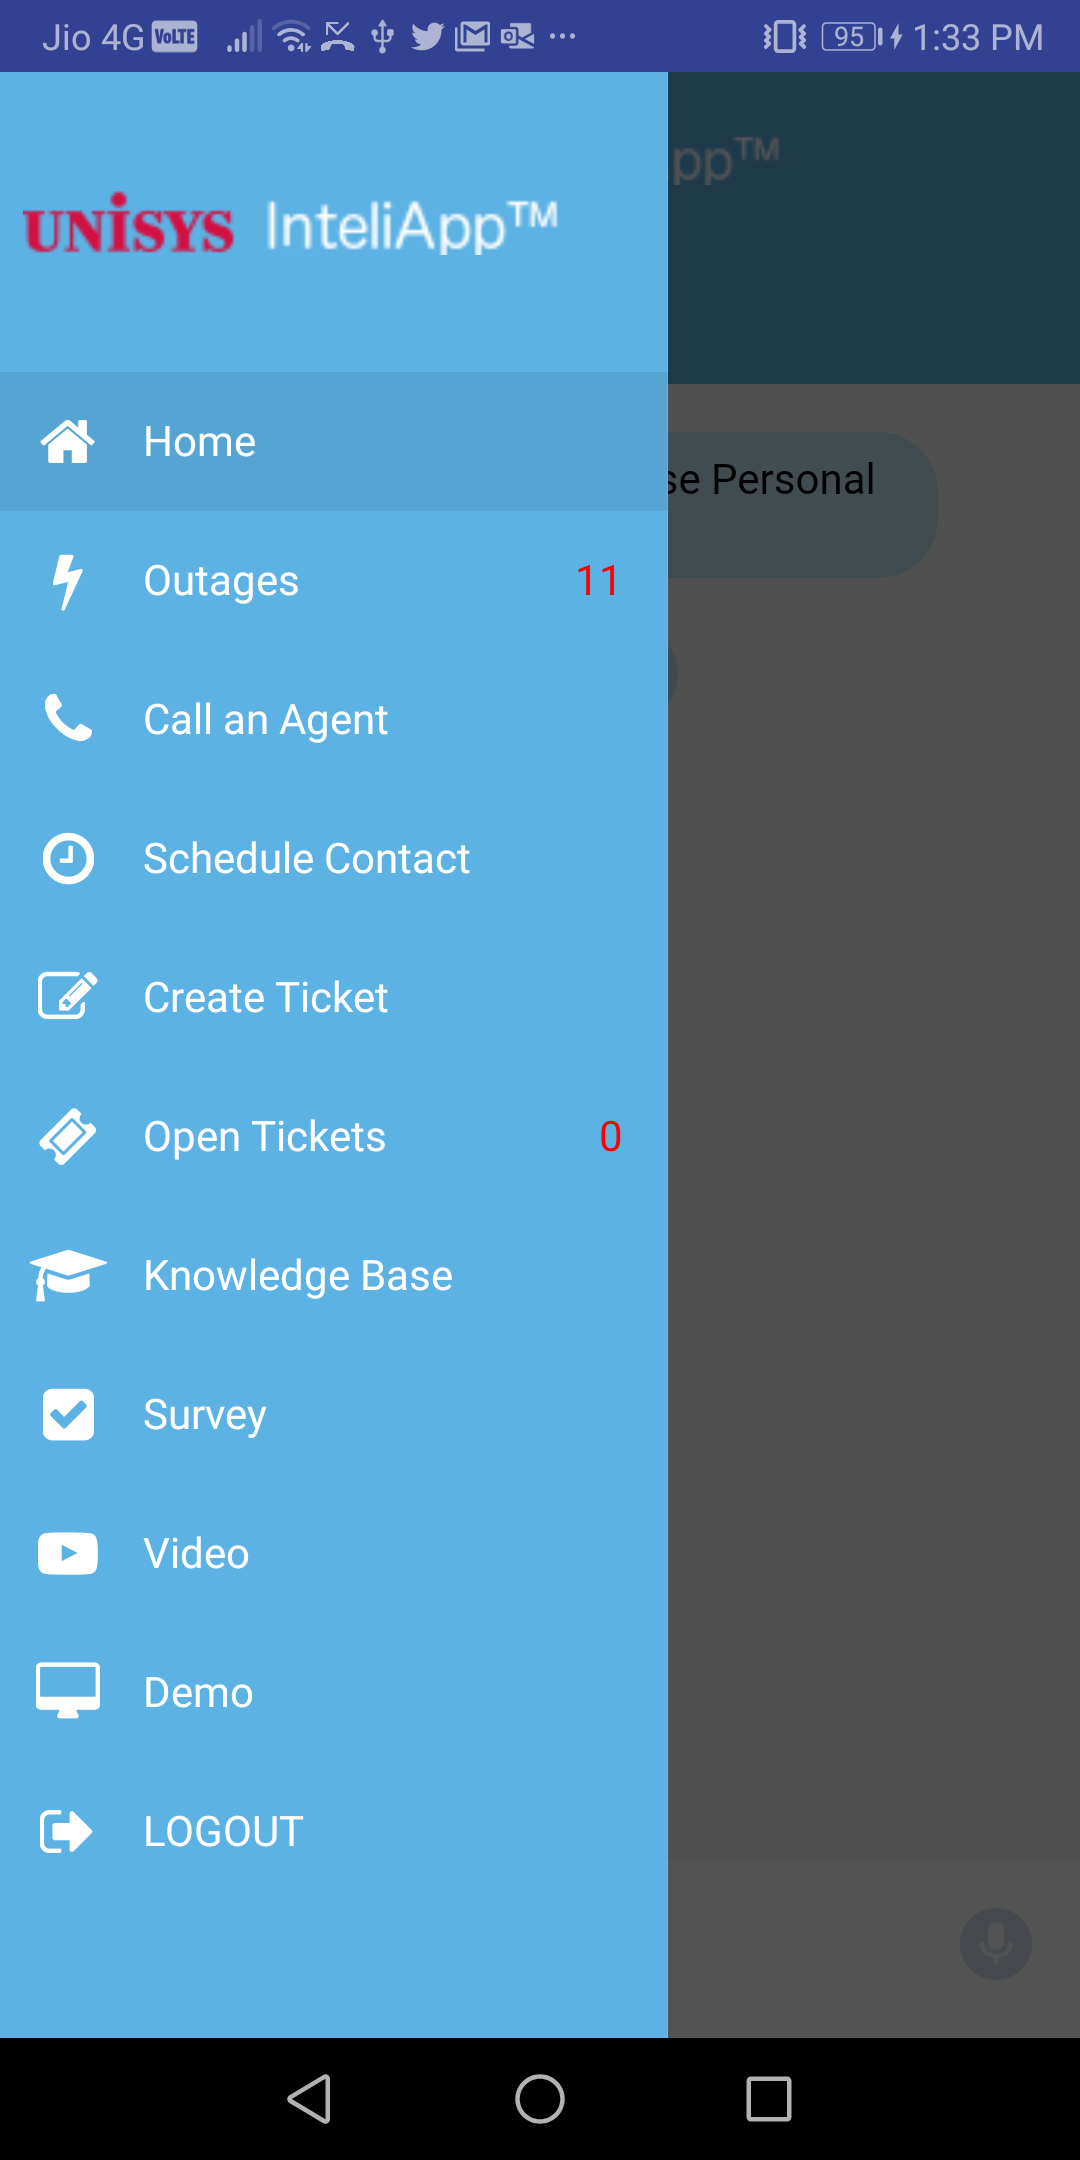 Jio 4G VoLTE 95 1:33 PM
pp™
UNISYS InteliApp™
Home
se Personal
Outages 11
Call an Agent
Schedule Contact
Create Ticket
Open Tickets 0
Knowledge Base
Survey
Video
Demo
LOGOUT